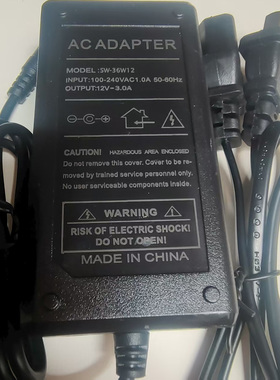 AC ADAPTER
MODEL:SW-36W12
INPUT:100-240VAC1.0A 50-60Hz
OUTPUT:12V⎓3.0A
CAUTION! HAZARDOUS AREA ENCLOSED
Do not remove this cover. Cover to be re-
moved by trained service personnel only.
No user serviceable components inside.
WARNING
RISK OF ELECTRIC SHOCK!
DO NOT OPEN!
MADE IN CHINA